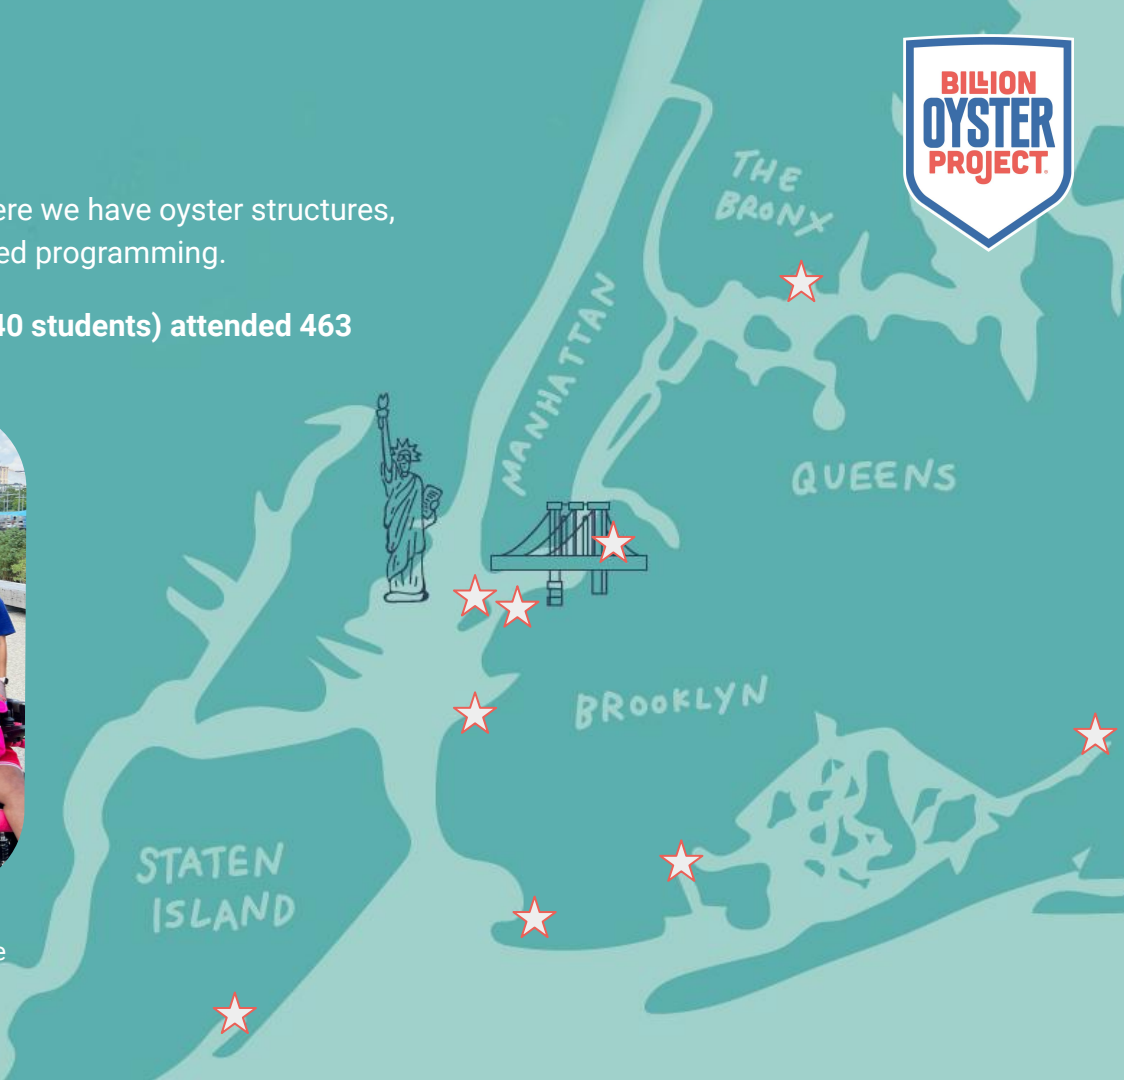 BILLION
OYSTER
PROJECT
ere we have oyster structures,
ed programming.
40 students) attended 463
THE
BRONX
MANHATTAN
QUEENS
BROOKLYN
STATEN
ISLAND
e